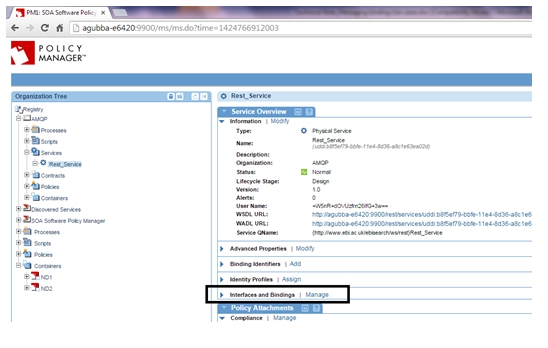 PM1: SOA Software Policy
agubba-e6420:9900/ms/ms.do?time=1424766912003
POLICY
MANAGER™
Organization Tree
Registry
AMQP
Processes
Scripts
Services
Rest_Service
Contracts
Policies
Containers
Discovered Services
SOA Software Policy Manager
Processes
Scripts
Policies
Containers
ND1
ND2
Rest_Service
Service Overview
Information | Modify
Type: Physical Service
Name: Rest_Service
(uddi:b8f5ef79-bbfe-11e4-8d36-a8c1e63ea02d)
Description:
Organization: AMQP
Status: Normal
Lifecycle Stage: Design
Version: 1.0
Alerts: 0
User Name:
WSDL URL: http://agubba-e6420:9900/rest/services/uddi:b8f5ef79-bbfe-11e4-8d36-a8c1e6
WADL URL: http://agubba-e6420:9900/rest/services/uddi:b8f5ef79-bbfe-11e4-8d36-a8c1e6
Service QName: {http://www.ebi.ac.uk/ebisearch/ws/rest}Rest_Service
Advanced Properties | Modify
Binding Identifiers | Add
Identity Profiles | Assign
Interfaces and Bindings | Manage
Policy Attachments
Compliance | Manage